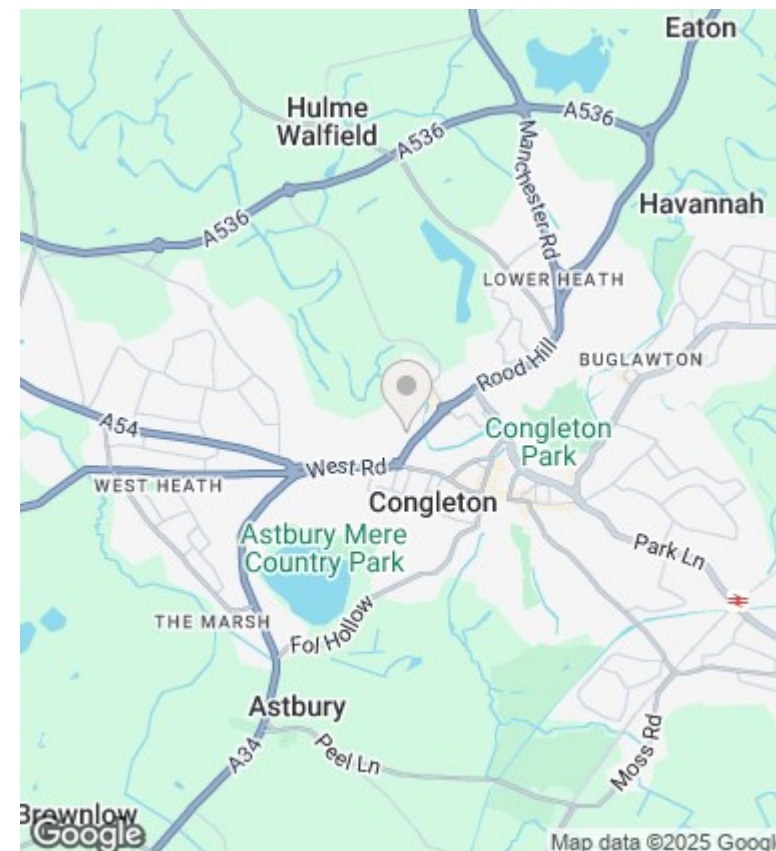 Eaton
Hulme
Walfield
A536
A536
Manchester Rd
Havannah
A536
LOWER HEATH
Rood Hill
BUGLAWTON
A54
Congleton
Park
West Rd
WEST HEATH
Congleton
Astbury Mere
Country Park
Park Ln
THE MARSH
Fol Hollow
Astbury
A34
Peel Ln
Moss Rd
Brownlow
Google
Map data ©2025 Google